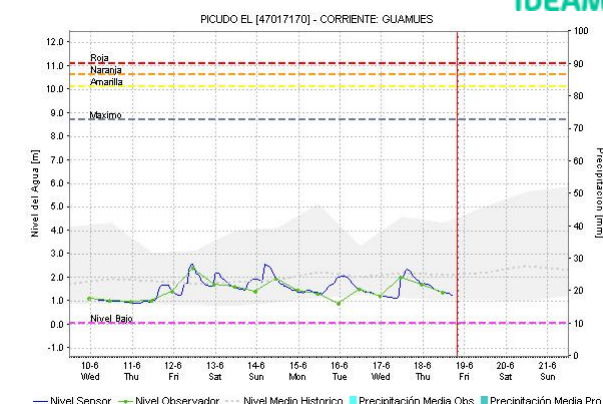 IDEAM
PICUDO EL [47017170] - CORRIENTE: GUAMUES
12.0
11.0
10.0
9.0
8.0
7.0
6.0
5.0
4.0
3.0
2.0
1.0
0.0
-1.0
Nivel del Agua [m]
Roja
Naranja
Amarilla
Maximo
Nivel Bajo
100
90
80
70
60
50
40
30
20
10
0
Precipitacion [mm]
10-6 11-6 12-6 13-6 14-6 15-6 16-6 17-6 18-6 19-6 20-6 21-6
Wed Thu Fri Sat Sun Mon Tue Wed Thu Fri Sat Sun
Nivel Sensor Nivel Observador Nivel Medio Historico Precipitación Media Obs. Precipitación Media Pro